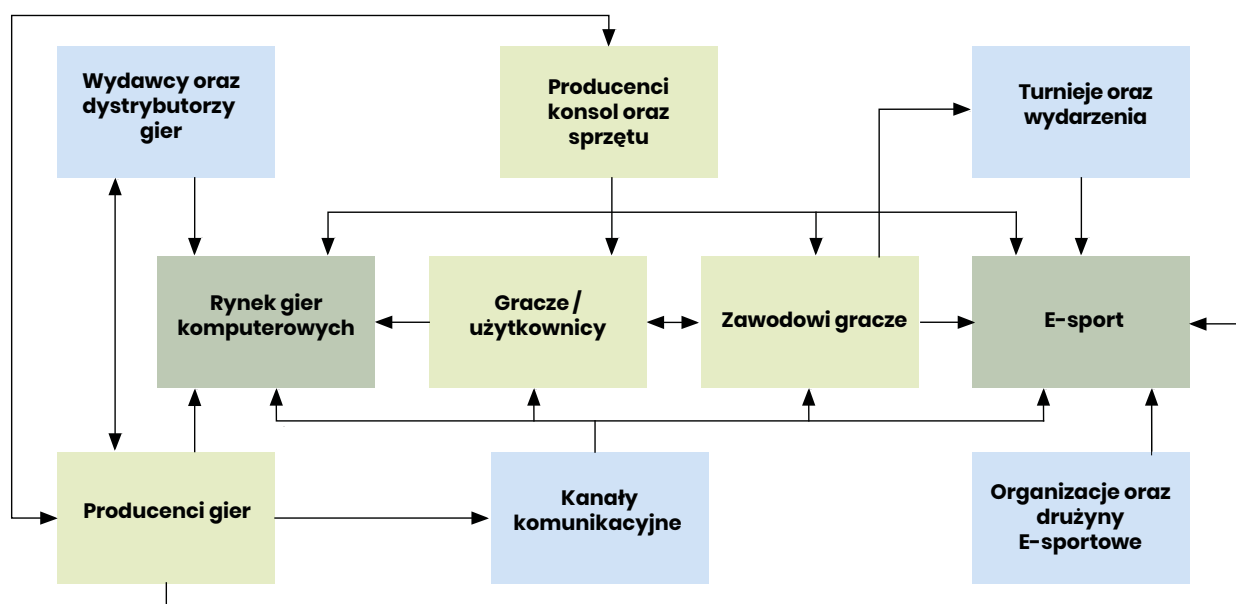 Wydawcy oraz
dystrybutorzy
gier
Producenci
konsol oraz
sprzętu
Turnieje oraz
wydarzenia
Rynek gier
komputerowych
Gracze /
użytkownicy
Zawodowi gracze
E-sport
Producenci gier
Kanały
komunikacyjne
Organizacje oraz
drużyny
E-sportowe